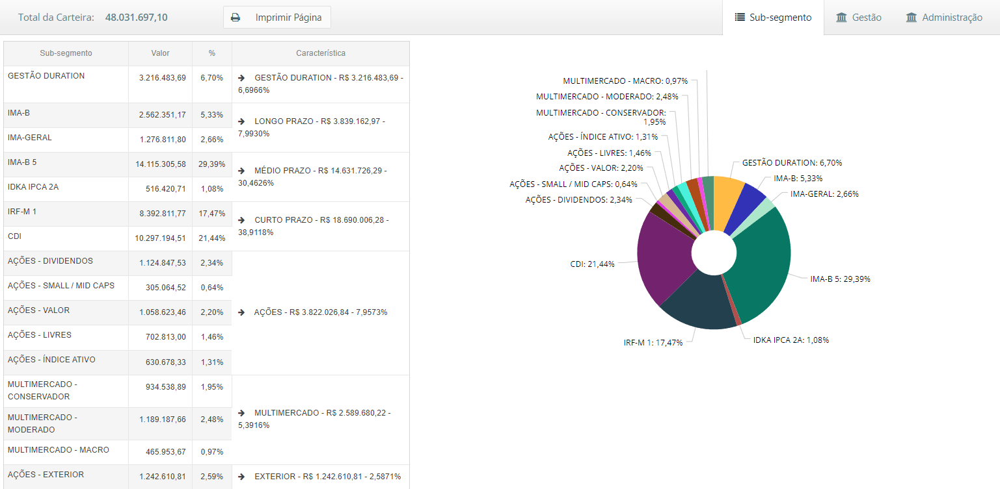 Total da Carteira: 48.031.697,10
Imprimir Página
Sub-segmento
Gestão
Administração
Sub-segmento Valor % Característica
GESTÃO DURATION 3.216.483,69 6,70% GESTÃO DURATION - R$ 3.216.483,69 -
6,6966%
IMA-B 2.562.351,17 5,33%
LONGO PRAZO - R$ 3.839.162,97 -
7,9930%
IMA-GERAL 1.276.811,80 2,66%
IMA-B 5 14.115.305,58 29,39%
MÉDIO PRAZO - R$ 14.631.726,29 -
30,4626%
IDKA IPCA 2A 516.420,71 1,08%
IRF-M 1 8.392.811,77 17,47%
CURTO PRAZO - R$ 18.690.006,28 -
38,9118%
CDI 10.297.194,51 21,44%
AÇÕES - DIVIDENDOS 1.124.847,53 2,34%
AÇÕES - SMALL / MID CAPS 305.064,52 0,64%
AÇÕES - VALOR 1.058.623,46 2,20% AÇÕES - R$ 3.822.026,84 - 7,9573%
AÇÕES - LIVRES 702.813,00 1,46%
AÇÕES - ÍNDICE ATIVO 630.678,33 1,31%
MULTIMERCADO -
CONSERVADOR 934.538,89 1,95%
MULTIMERCADO -
MODERADO 1.189.187,66 2,48%
MULTIMERCADO - R$ 2.589.680,22 -
5,3916%
MULTIMERCADO - MACRO 465.953,67 0,97%
AÇÕES - EXTERIOR 1.242.610,81 2,59% EXTERIOR - R$ 1.242.610,81 - 2,5871%
MULTIMERCADO - MACRO: 0,97%
MULTIMERCADO - MODERADO: 2,48%
MULTIMERCADO - CONSERVADOR:
1,95%
AÇÕES - ÍNDICE ATIVO: 1,31%
AÇÕES - LIVRES: 1,46%
AÇÕES - VALOR: 2,20%
AÇÕES - SMALL / MID CAPS: 0,64%
AÇÕES - DIVIDENDOS: 2,34%
CDI: 21,44%
IRF-M 1: 17,47%
GESTÃO DURATION: 6,70%
IMA-B: 5,33%
IMA-GERAL: 2,66%
IMA-B 5: 29,39%
IDKA IPCA 2A: 1,08%